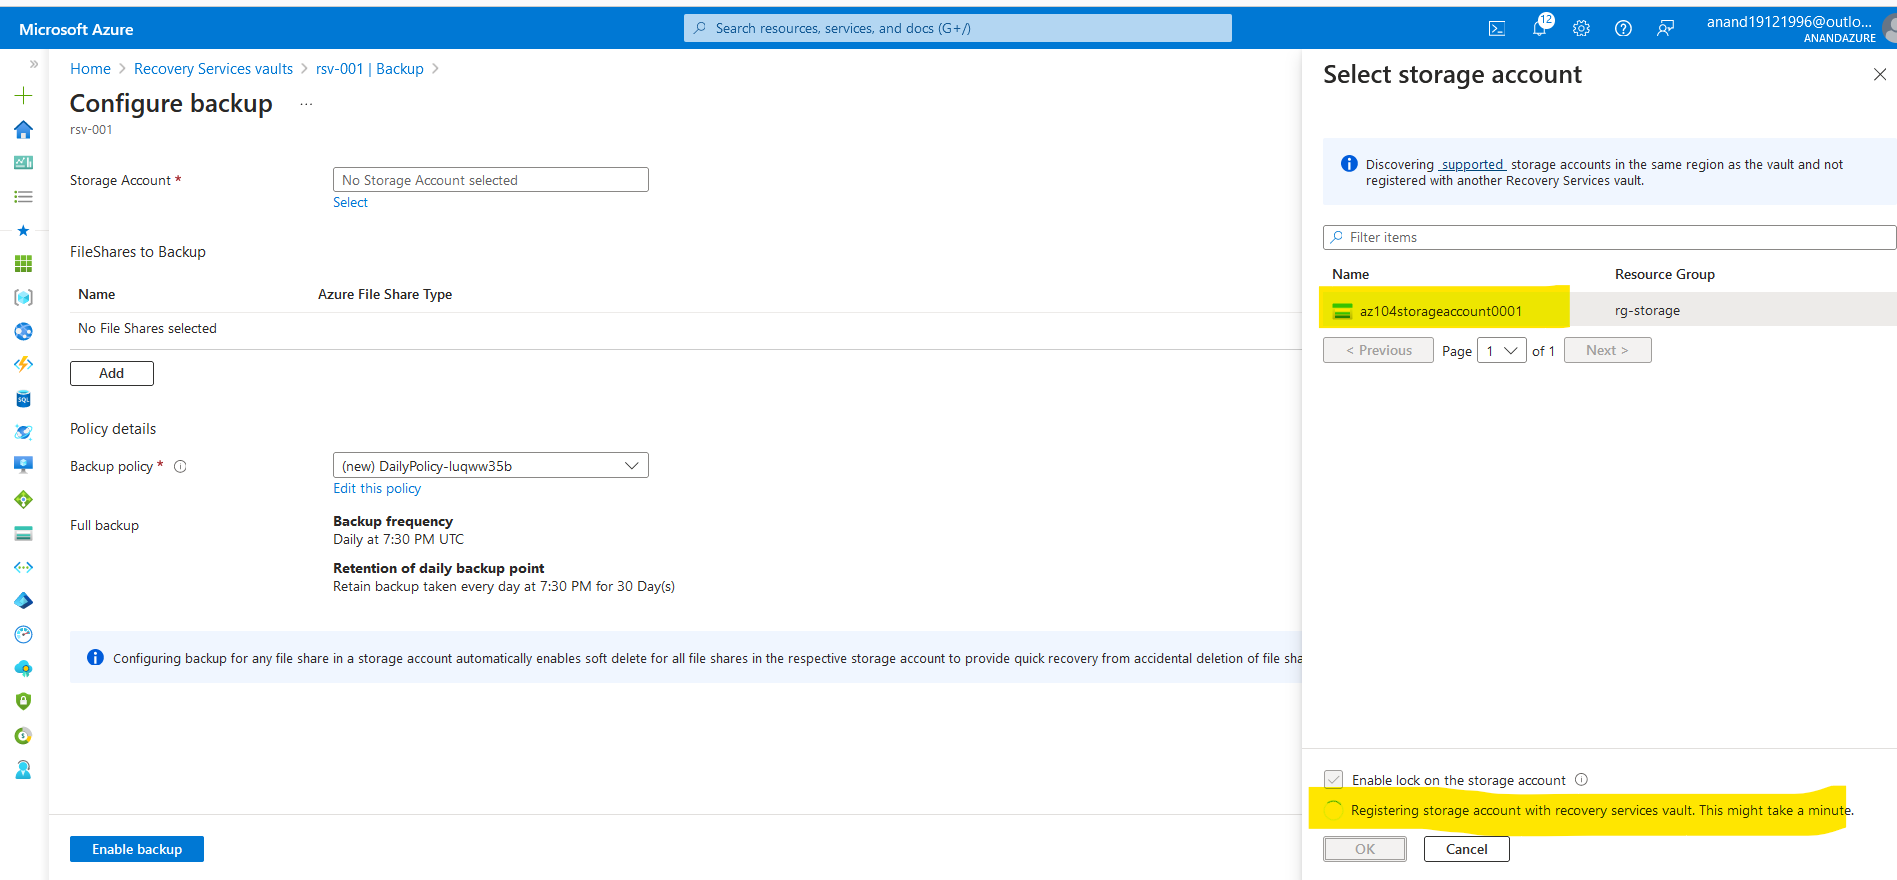 Microsoft Azure
Search resources, services, and docs (G+/)
12
anand19121996@outlo...
ANANDAZURE
Home > Recovery Services vaults > rsv-001 | Backup >
Configure backup ...
rsv-001
Storage Account *
No Storage Account selected
Select
FileShares to Backup
Name Azure File Share Type
No File Shares selected
Add
Policy details
Backup policy *
(new) DailyPolicy-luqww35b
Edit this policy
Full backup
Backup frequency
Daily at 7:30 PM UTC
Retention of daily backup point
Retain backup taken every day at 7:30 PM for 30 Day(s)
Configuring backup for any file share in a storage account automatically enables soft delete for all file shares in the respective storage account to provide quick recovery from accidental deletion of file sha
Enable backup
Select storage account
Discovering supported storage accounts in the same region as the vault and not
registered with another Recovery Services vault.
Filter items
Name Resource Group
az104storageaccount0001 rg-storage
< Previous Page 1 of 1 Next >
Enable lock on the storage account
Registering storage account with recovery services vault. This might take a minute.
OK Cancel
SQL